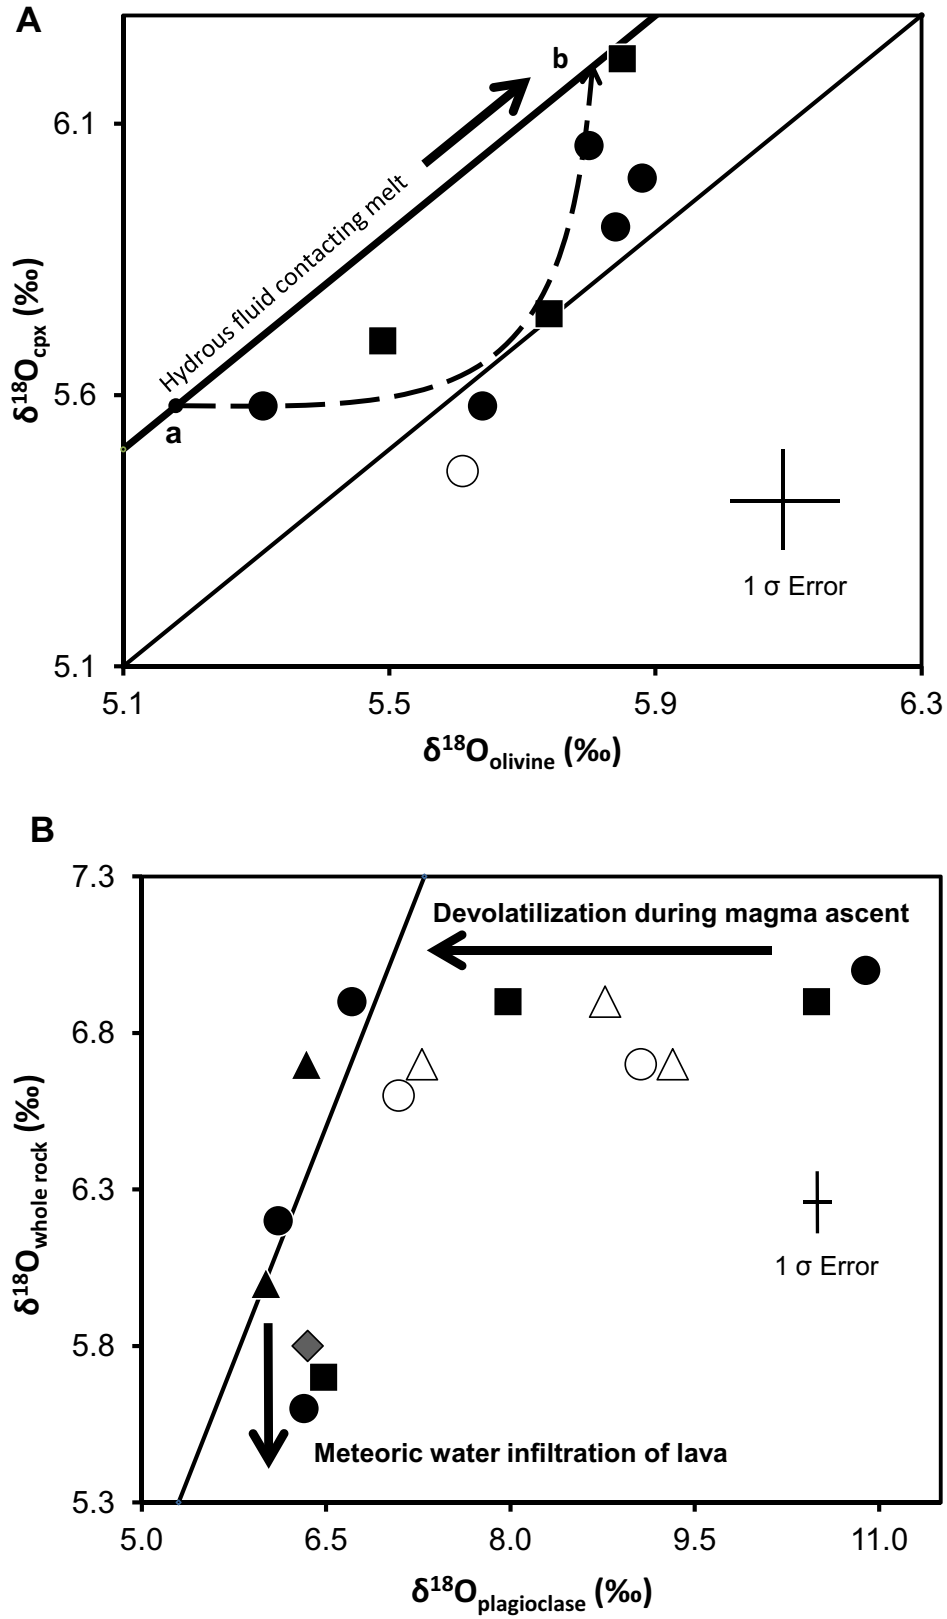 A
b
6.1
Hydrous fluid contacting melt
δ¹⁸Ocpx (‰)
5.6
a
1 σ Error
5.1
5.1 5.5 5.9 6.3
δ¹⁸Oolivine (‰)
B
7.3
Devolatilization during magma ascent
6.8
δ¹⁸Owhole rock (‰)
6.3
1 σ Error
5.8
Meteoric water infiltration of lava
5.3
5.0 6.5 8.0 9.5 11.0
δ¹⁸Oplagioclase (‰)